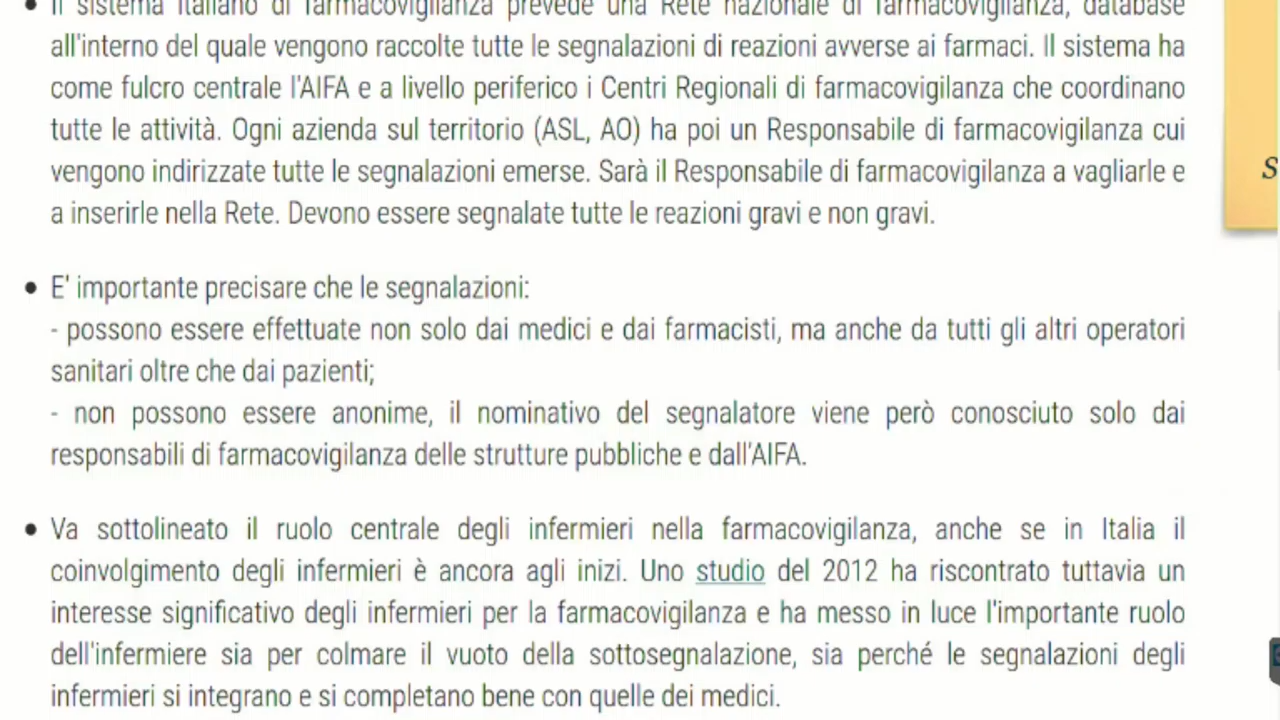 Il sistema italiano di farmacovigilanza prevede una Rete nazionale di farmacovigilanza, database
all'interno del quale vengono raccolte tutte le segnalazioni di reazioni avverse ai farmaci. Il sistema ha
come fulcro centrale l'AIFA e a livello periferico i Centri Regionali di farmacovigilanza che coordinano
tutte le attività. Ogni azienda sul territorio (ASL, AO) ha poi un Responsabile di farmacovigilanza cui
vengono indirizzate tutte le segnalazioni emerse. Sarà il Responsabile di farmacovigilanza a vagliarle e
a inserirle nella Rete. Devono essere segnalate tutte le reazioni gravi e non gravi.
E' importante precisare che le segnalazioni:
- possono essere effettuate non solo dai medici e dai farmacisti, ma anche da tutti gli altri operatori
sanitari oltre che dai pazienti;
- non possono essere anonime, il nominativo del segnalatore viene però conosciuto solo dai
responsabili di farmacovigilanza delle strutture pubbliche e dall'AIFA.
Va sottolineato il ruolo centrale degli infermieri nella farmacovigilanza, anche se in Italia il
coinvolgimento degli infermieri è ancora agli inizi. Uno studio del 2012 ha riscontrato tuttavia un
interesse significativo degli infermieri per la farmacovigilanza e ha messo in luce l'importante ruolo
dell'infermiere sia per colmare il vuoto della sottosegnalazione, sia perché le segnalazioni degli
infermieri si integrano e si completano bene con quelle dei medici.